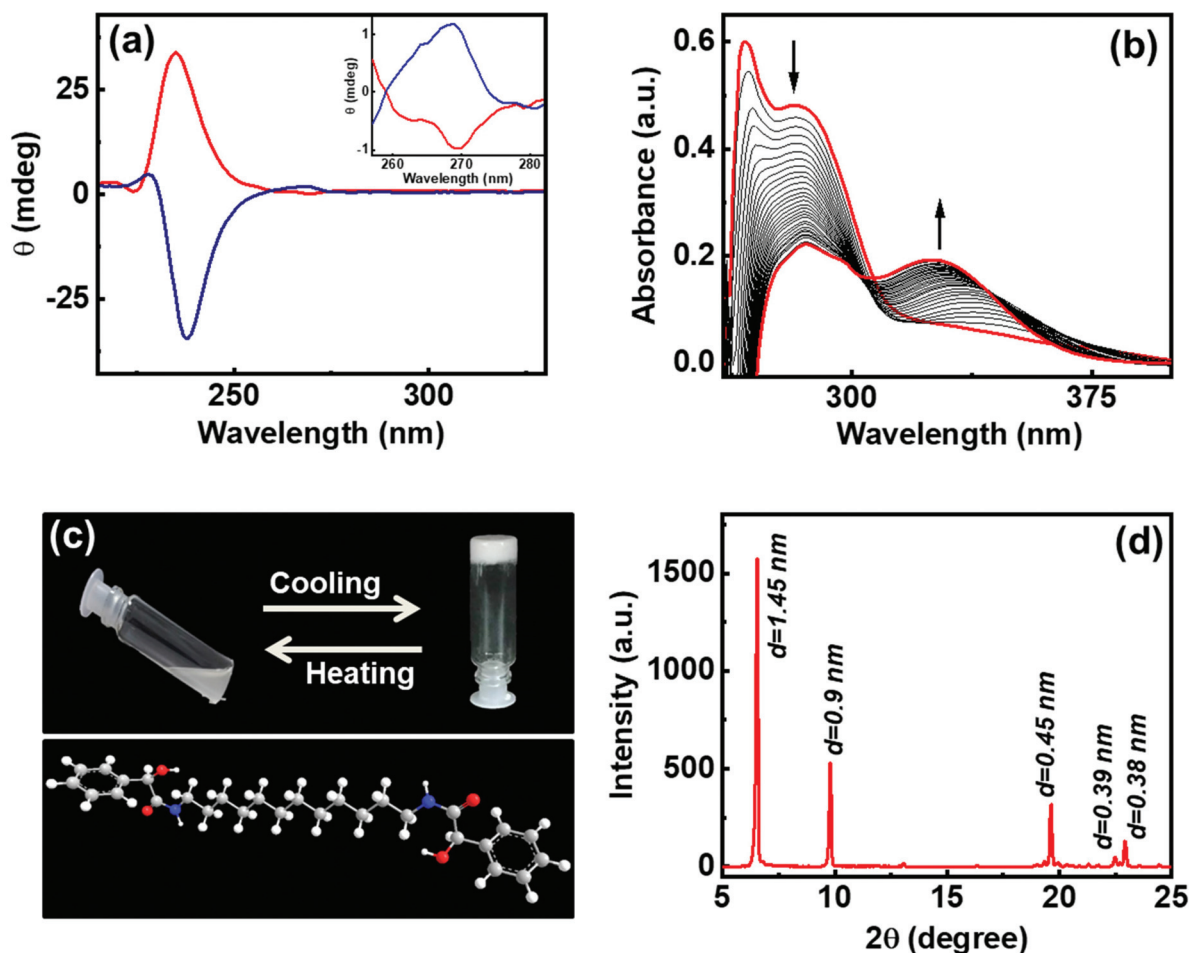 (a)
θ (mdeg)
25
0
-25
250
300
Wavelength (nm)
θ (mdeg)
1
0
-1
260
270
280
Wavelength (nm)
(b)
Absorbance (a.u.)
0.6
0.4
0.2
0.0
300
375
Wavelength (nm)
(c)
Cooling
Heating
(d)
Intensity (a.u.)
1500
1000
500
0
d=1.45 nm
d=0.9 nm
d=0.45 nm
d=0.39 nm
d=0.38 nm
5
10
15
20
25
2θ (degree)